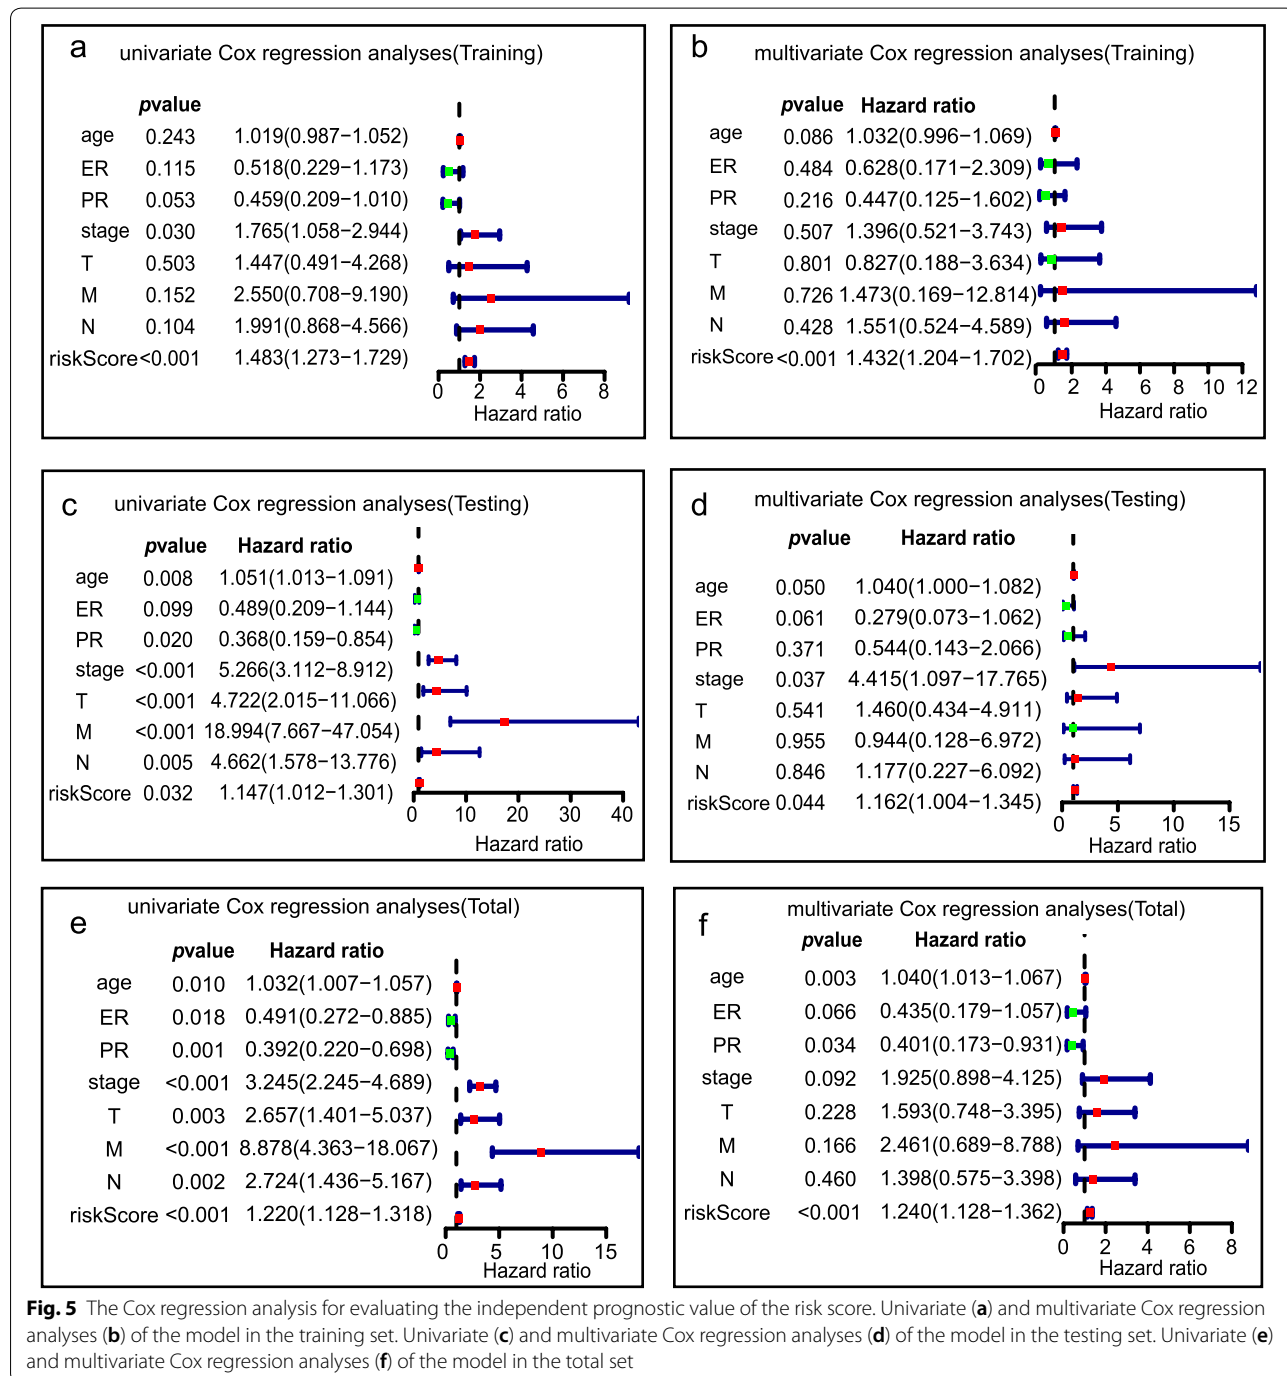 a univariate Cox regression analyses(Training)
pvalue
age 0.243 1.019(0.987−1.052)
ER 0.115 0.518(0.229−1.173)
PR 0.053 0.459(0.209−1.010)
stage 0.030 1.765(1.058−2.944)
T 0.503 1.447(0.491−4.268)
M 0.152 2.550(0.708−9.190)
N 0.104 1.991(0.868−4.566)
riskScore <0.001 1.483(1.273−1.729)
0 2 4 6 8
Hazard ratio
b multivariate Cox regression analyses(Training)
pvalue Hazard ratio
age 0.086 1.032(0.996−1.069)
ER 0.484 0.628(0.171−2.309)
PR 0.216 0.447(0.125−1.602)
stage 0.507 1.396(0.521−3.743)
T 0.801 0.827(0.188−3.634)
M 0.726 1.473(0.169−12.814)
N 0.428 1.551(0.524−4.589)
riskScore <0.001 1.432(1.204−1.702)
0 2 4 6 8 10 12
Hazard ratio
c univariate Cox regression analyses(Testing)
pvalue Hazard ratio
age 0.008 1.051(1.013−1.091)
ER 0.099 0.489(0.209−1.144)
PR 0.020 0.368(0.159−0.854)
stage <0.001 5.266(3.112−8.912)
T <0.001 4.722(2.015−11.066)
M <0.001 18.994(7.667−47.054)
N 0.005 4.662(1.578−13.776)
riskScore 0.032 1.147(1.012−1.301)
0 10 20 30 40
Hazard ratio
d multivariate Cox regression analyses(Testing)
pvalue Hazard ratio
age 0.050 1.040(1.000−1.082)
ER 0.061 0.279(0.073−1.062)
PR 0.371 0.544(0.143−2.066)
stage 0.037 4.415(1.097−17.765)
T 0.541 1.460(0.434−4.911)
M 0.955 0.944(0.128−6.972)
N 0.846 1.177(0.227−6.092)
riskScore 0.044 1.162(1.004−1.345)
0 5 10 15
Hazard ratio
e univariate Cox regression analyses(Total)
pvalue Hazard ratio
age 0.010 1.032(1.007−1.057)
ER 0.018 0.491(0.272−0.885)
PR 0.001 0.392(0.220−0.698)
stage <0.001 3.245(2.245−4.689)
T 0.003 2.657(1.401−5.037)
M <0.001 8.878(4.363−18.067)
N 0.002 2.724(1.436−5.167)
riskScore <0.001 1.220(1.128−1.318)
0 5 10 15
Hazard ratio
f multivariate Cox regression analyses(Total)
pvalue Hazard ratio
age 0.003 1.040(1.013−1.067)
ER 0.066 0.435(0.179−1.057)
PR 0.034 0.401(0.173−0.931)
stage 0.092 1.925(0.898−4.125)
T 0.228 1.593(0.748−3.395)
M 0.166 2.461(0.689−8.788)
N 0.460 1.398(0.575−3.398)
riskScore <0.001 1.240(1.128−1.362)
0 2 4 6 8
Hazard ratio
Fig. 5 The Cox regression analysis for evaluating the independent prognostic value of the risk score. Univariate (a) and multivariate Cox regression
analyses (b) of the model in the training set. Univariate (c) and multivariate Cox regression analyses (d) of the model in the testing set. Univariate (e)
and multivariate Cox regression analyses (f) of the model in the total set